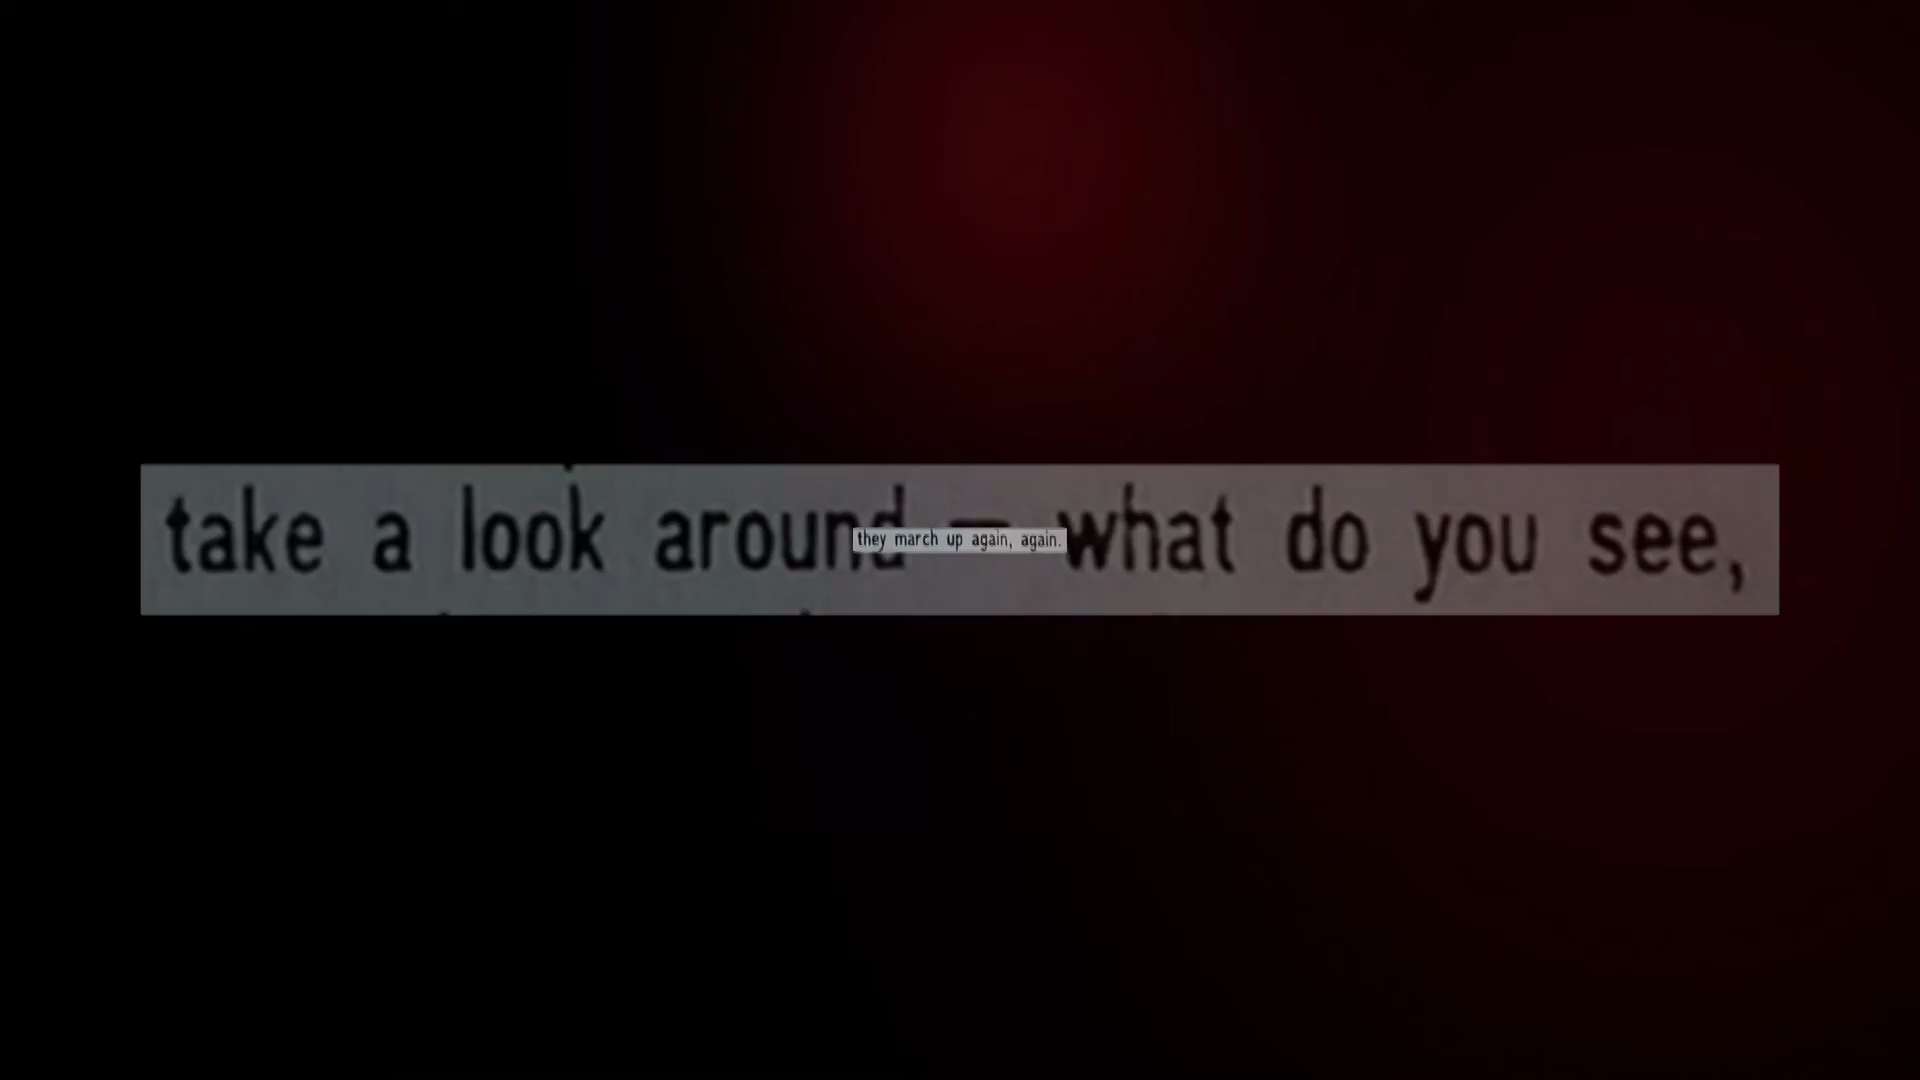 take a look around — what do you see,
they march up again, again.